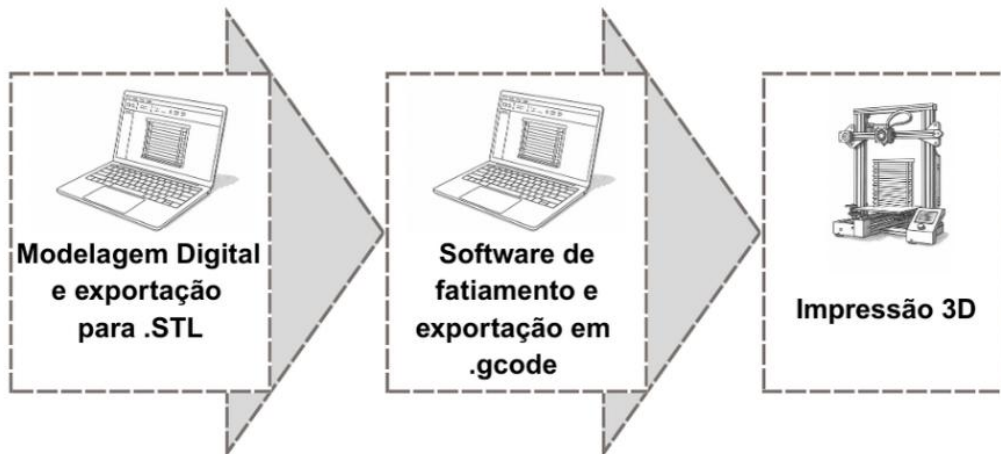 Modelagem Digital
e exportação
para .STL
Software de
fatiamento e
exportação em
.gcode
Impressão 3D